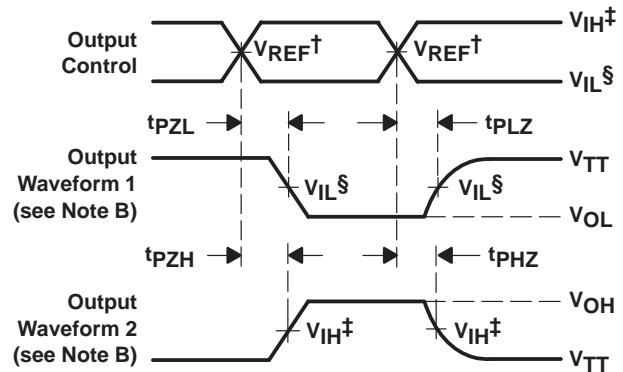 VIH‡
Output
Control
VREF†
VREF†
VIL§
tPZL
tPLZ
Output
Waveform 1
(see Note B)
VTT
VIL§
VIL§
VOL
tPZH
tPHZ
Output
Waveform 2
(see Note B)
VOH
VIH‡
VIH‡
VTT